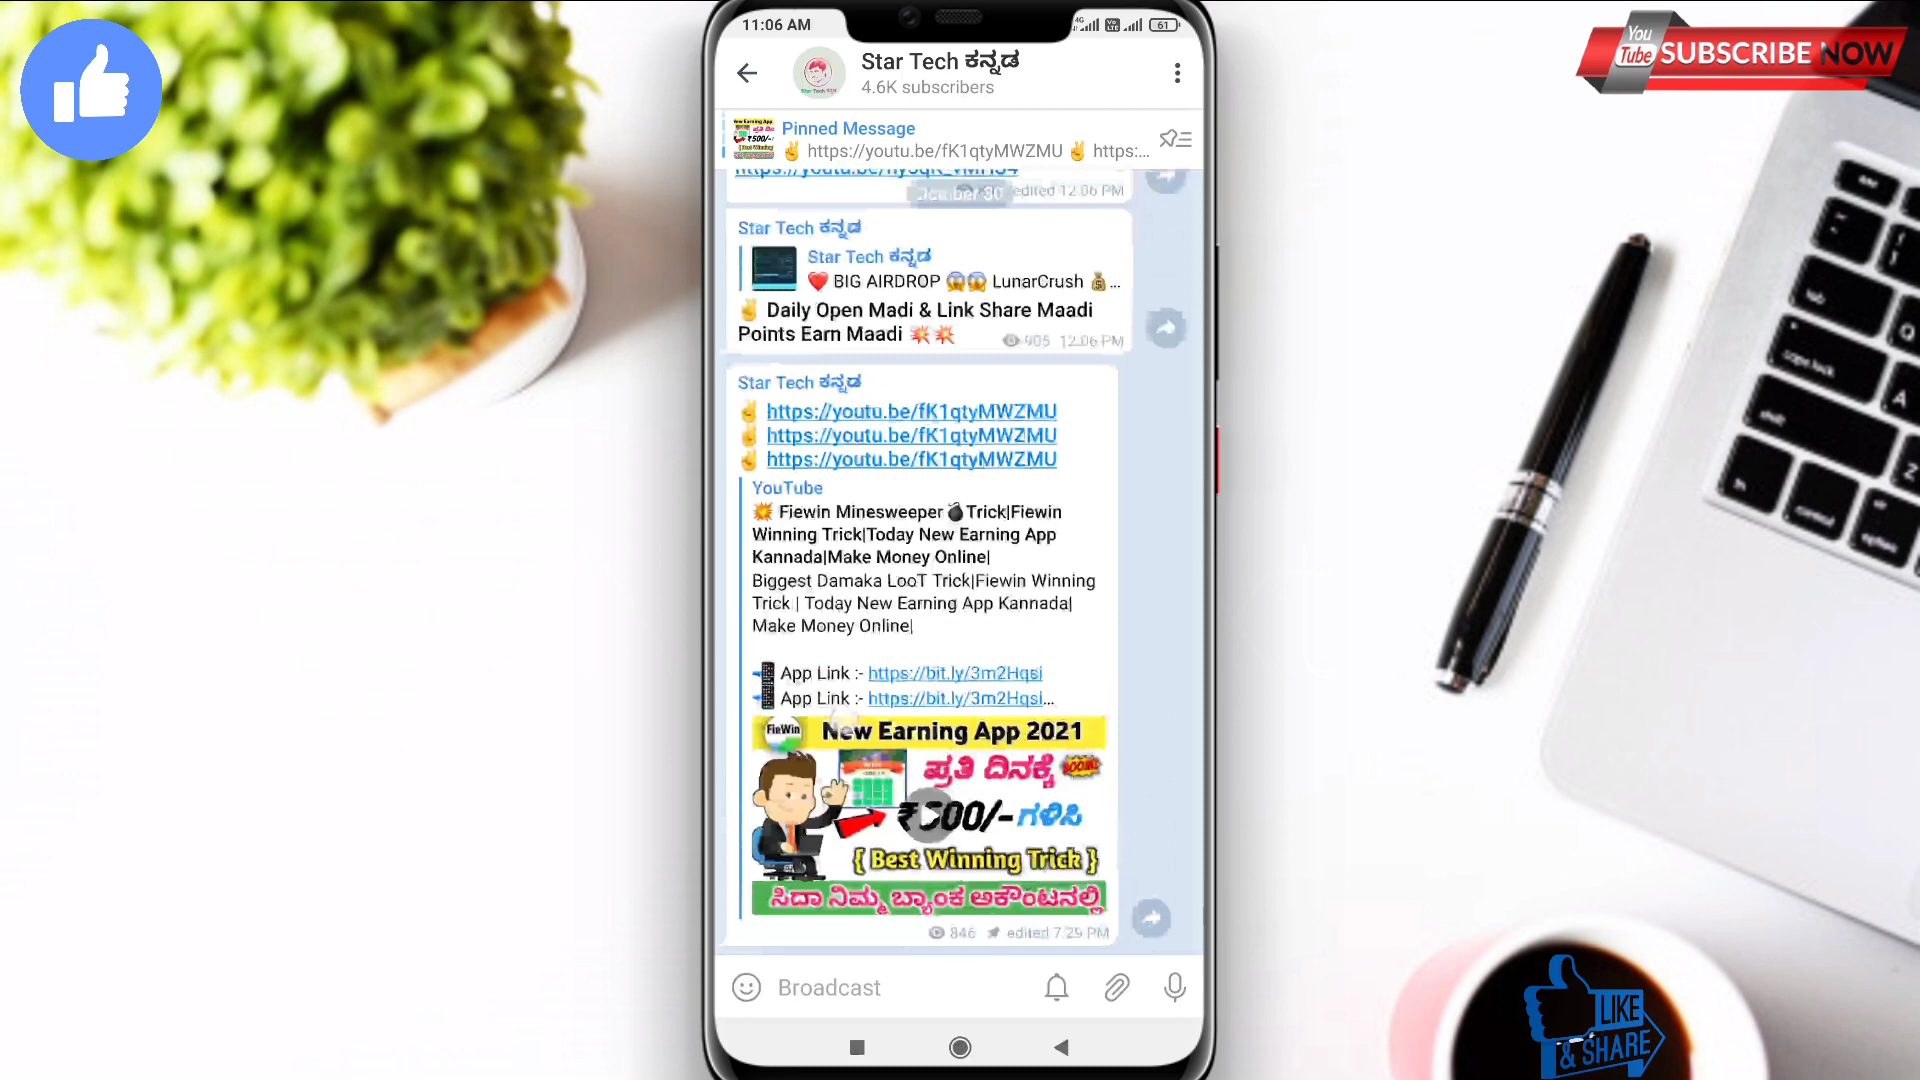 11:06 AM
4G
Vo LTE
61
Star Tech ಕನ್ನಡ
4.6K subscribers
Pinned Message
✌ https://youtu.be/fK1qtyMWZMU ✌ https:...
edited 12:06 PM
Star Tech ಕನ್ನಡ
Star Tech ಕನ್ನಡ
❤️ BIG AIRDROP 😱😱 LunarCrush 💰...
✌ Daily Open Madi & Link Share Maadi
Points Earn Maadi 💥💥
905 12:06 PM
Star Tech ಕನ್ನಡ
✌ https://youtu.be/fK1qtyMWZMU
✌ https://youtu.be/fK1qtyMWZMU
✌ https://youtu.be/fK1qtyMWZMU
YouTube
💥 Fiewin Minesweeper 💣Trick|Fiewin
Winning Trick|Today New Earning App
Kannada|Make Money Online|
Biggest Damaka LooT Trick|Fiewin Winning
Trick | Today New Earning App Kannada|
Make Money Online|
📲 App Link :- https://bit.ly/3m2Hqsi
📲 App Link :- https://bit.ly/3m2Hqsi...
FieWin
New Earning App 2021
ಪ್ರತಿ ದಿನಕ್ಕೆ
BOOM!
₹500/- ಗಳಿಸಿ
{ Best Winning Trick }
ಸಿದಾ ನಿಮ್ಮ ಬ್ಯಾಂಕ ಅಕೌಂಟನಲ್ಲಿ
846 edited 7:29 PM
Broadcast
You Tube SUBSCRIBE NOW
LIKE
& SHARE